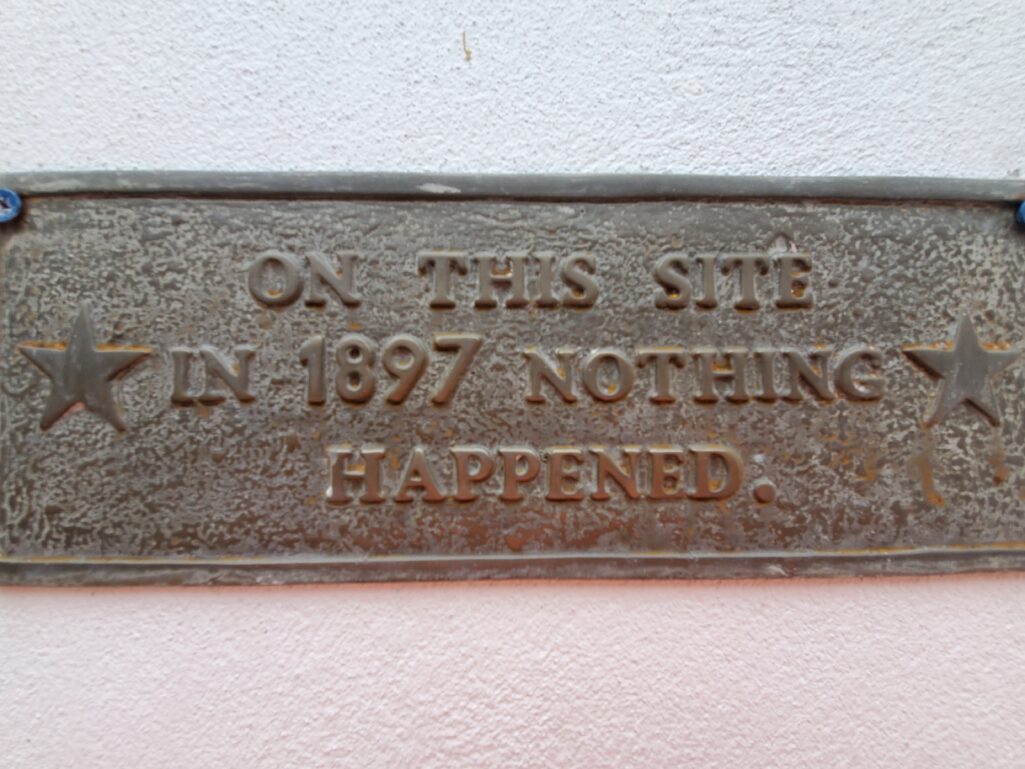 ON THIS SITE
IN 1897 NOTHING
HAPPENED.